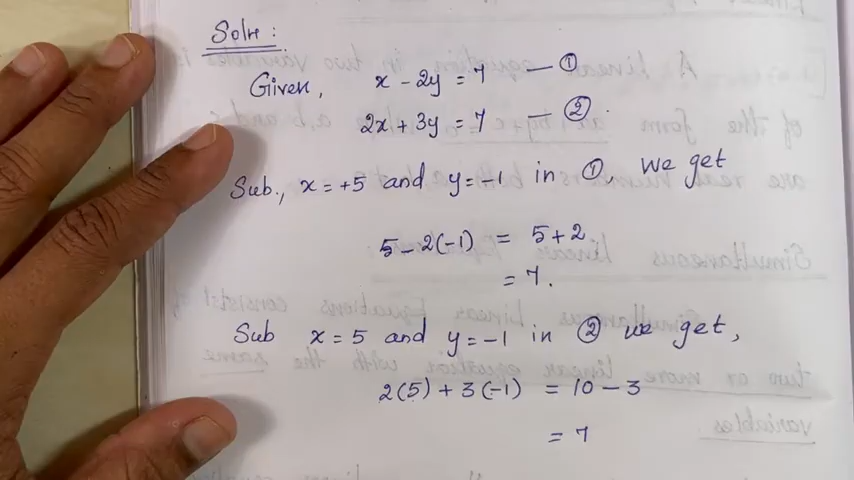 Soln:
Given, x - 2y = 7 — ①
2x + 3y = 7 — ②.
Sub., x = +5 and y = -1 in ①, we get
5 - 2(-1) = 5 + 2
= 7.
Sub x = 5 and y = -1 in ② we get,
2(5) + 3(-1) = 10 - 3
= 7